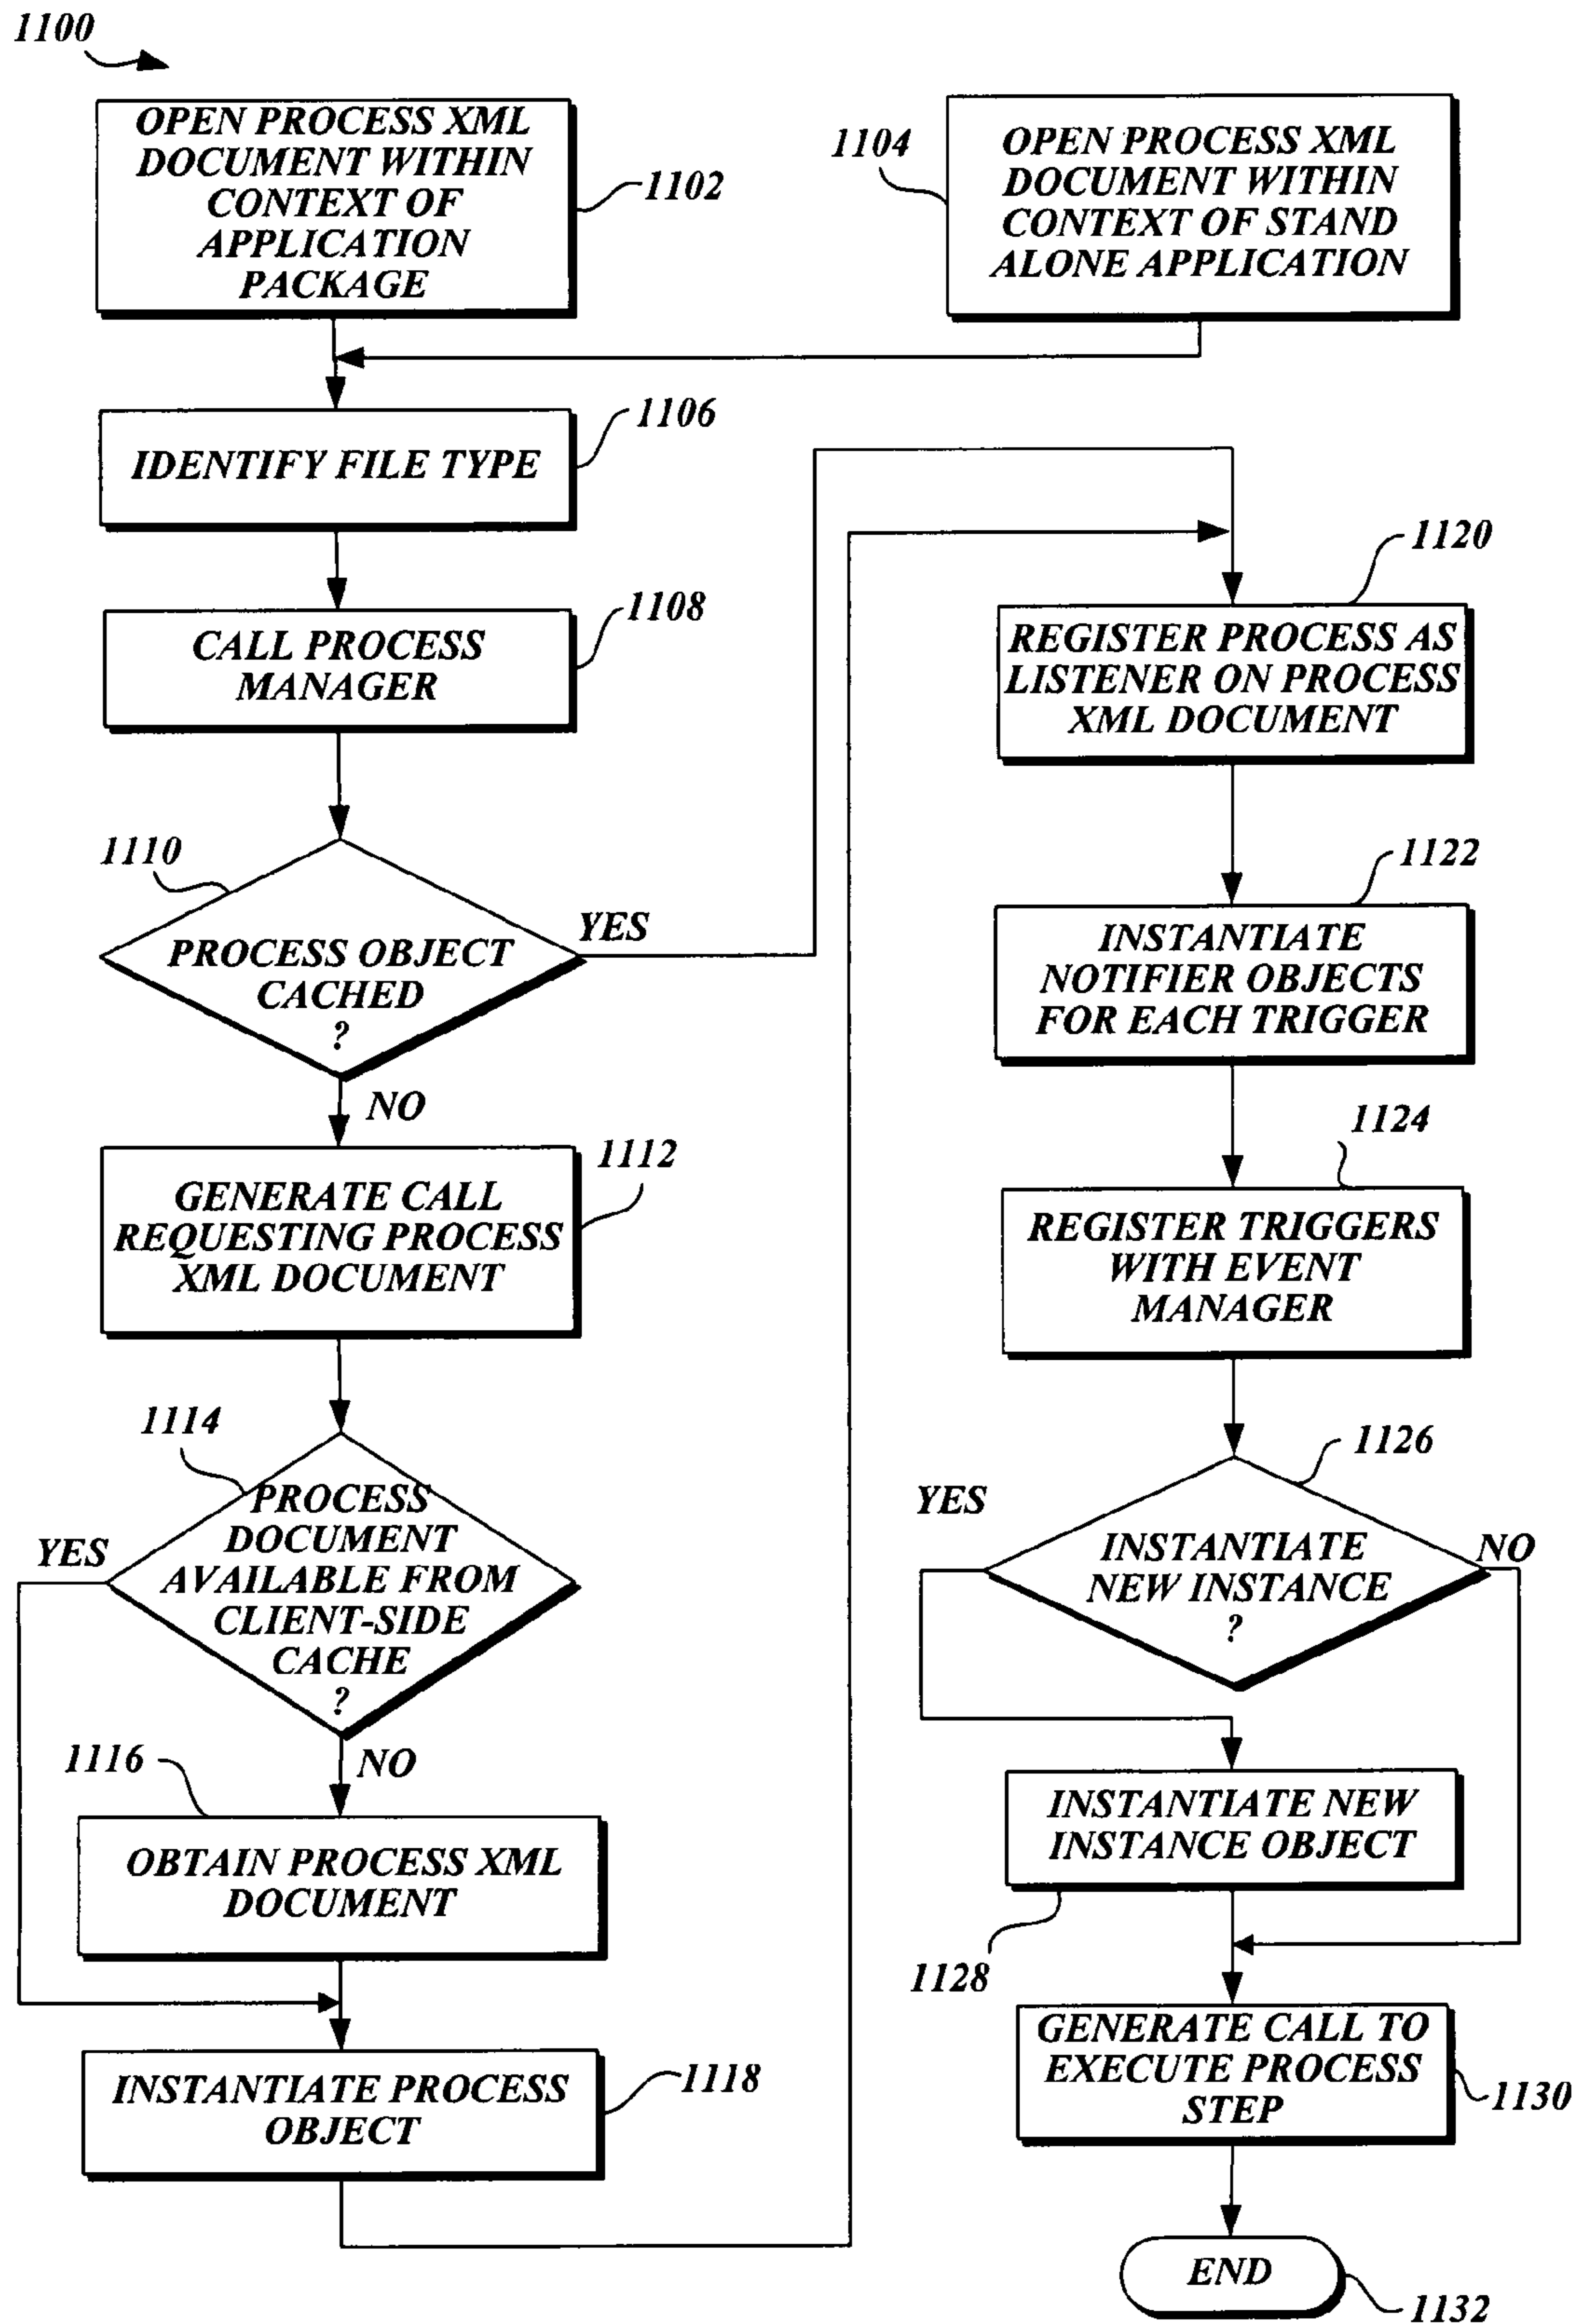 1100
OPEN PROCESS XML
DOCUMENT WITHIN
CONTEXT OF
APPLICATION
PACKAGE
1102
1104
OPEN PROCESS XML
DOCUMENT WITHIN
CONTEXT OF STAND
ALONE APPLICATION
IDENTIFY FILE TYPE
1106
CALL PROCESS
MANAGER
1108
1110
PROCESS OBJECT
CACHED
?
YES
NO
GENERATE CALL
REQUESTING PROCESS
XML DOCUMENT
1112
1114
PROCESS
DOCUMENT
AVAILABLE FROM
CLIENT-SIDE
CACHE
?
YES
NO
1116
OBTAIN PROCESS XML
DOCUMENT
INSTANTIATE PROCESS
OBJECT
1118
1120
REGISTER PROCESS AS
LISTENER ON PROCESS
XML DOCUMENT
1122
INSTANTIATE
NOTIFIER OBJECTS
FOR EACH TRIGGER
1124
REGISTER TRIGGERS
WITH EVENT
MANAGER
1126
YES
INSTANTIATE
NEW INSTANCE
?
NO
INSTANTIATE NEW
INSTANCE OBJECT
1128
GENERATE CALL TO
EXECUTE PROCESS
STEP
1130
END
1132